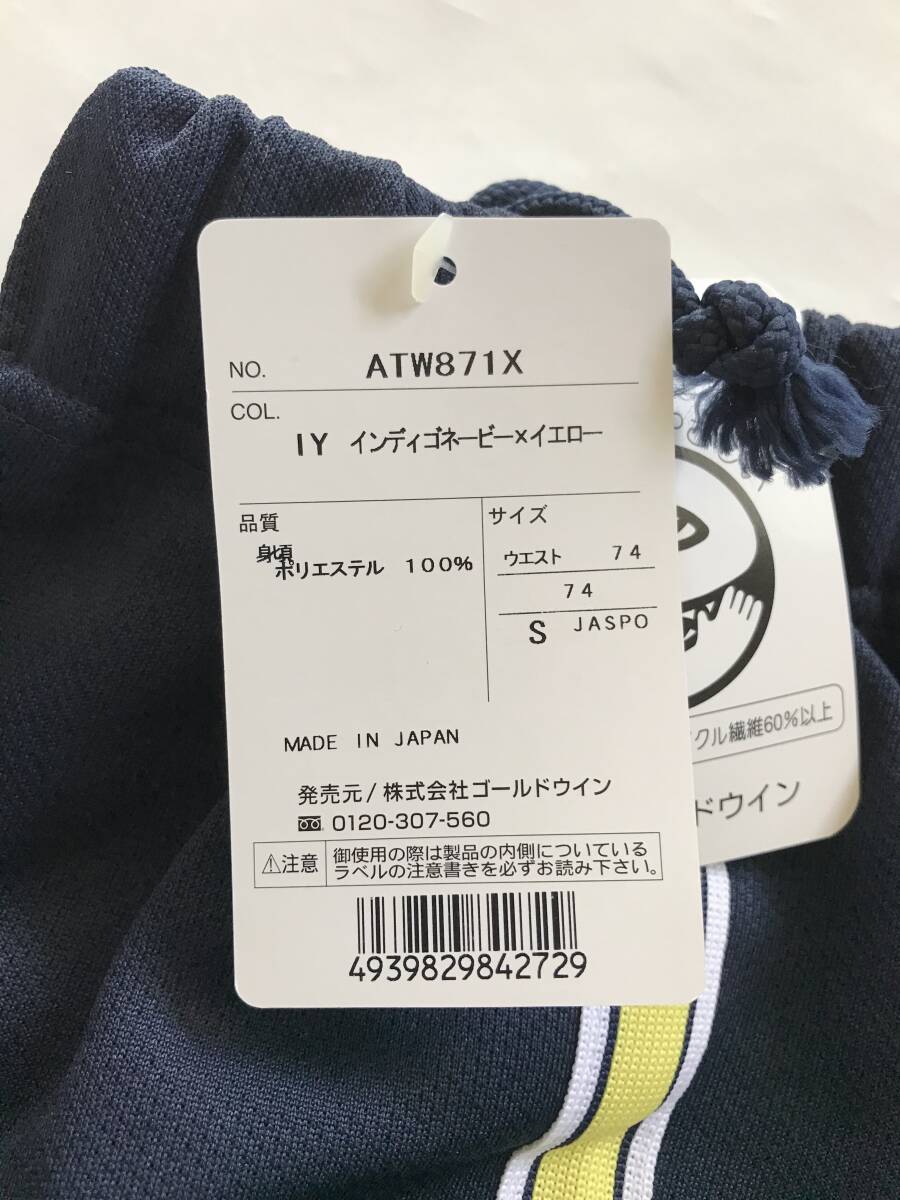 NO. ATW871X
COL.
IY インディゴネービー×イエロー
品質
身頃
ポリエステル 100%
サイズ
ウエスト 74
74
S JASPO
MADE IN JAPAN
発売元/株式会社ゴールドウイン
0120-307-560
⚠注意
御使用の際は製品の内側についている
ラベルの注意書きを必ずお読み下さい。
4939829842729
クル繊維60%以上
ドウイン